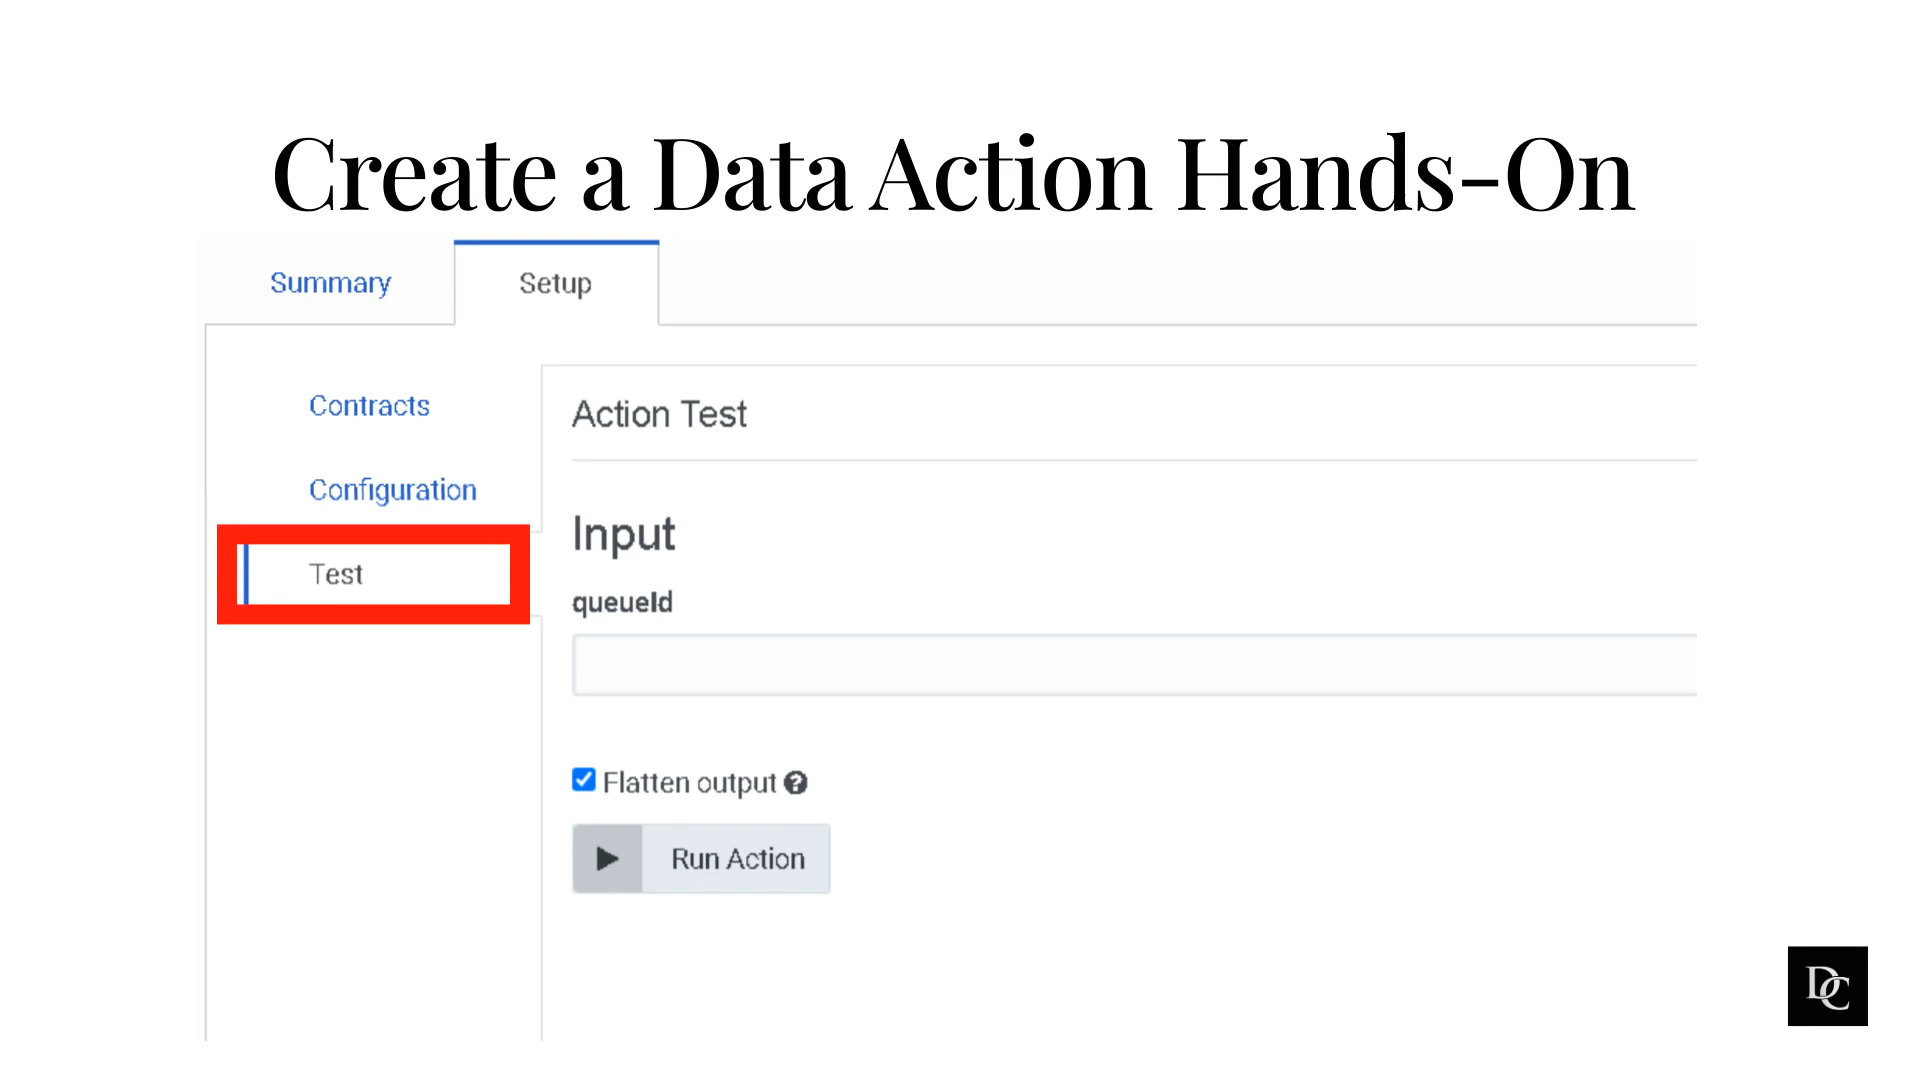 Create a Data Action Hands-On
Summary
Setup
Contracts
Configuration
Test
Action Test
Input
queueId
Flatten output
Run Action
DC